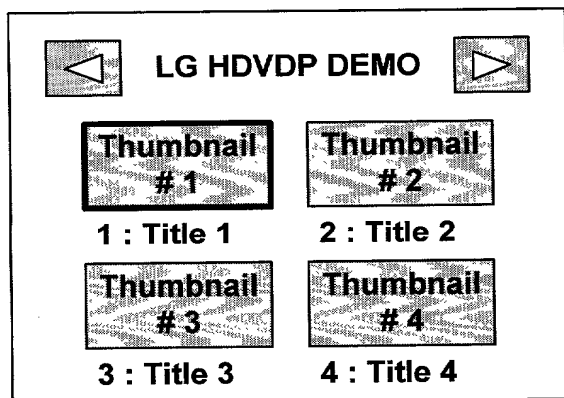 LG HDVDP DEMO
Thumbnail
# 1
Thumbnail
# 2
1 : Title 1
2 : Title 2
Thumbnail
# 3
Thumbnail
# 4
3 : Title 3
4 : Title 4